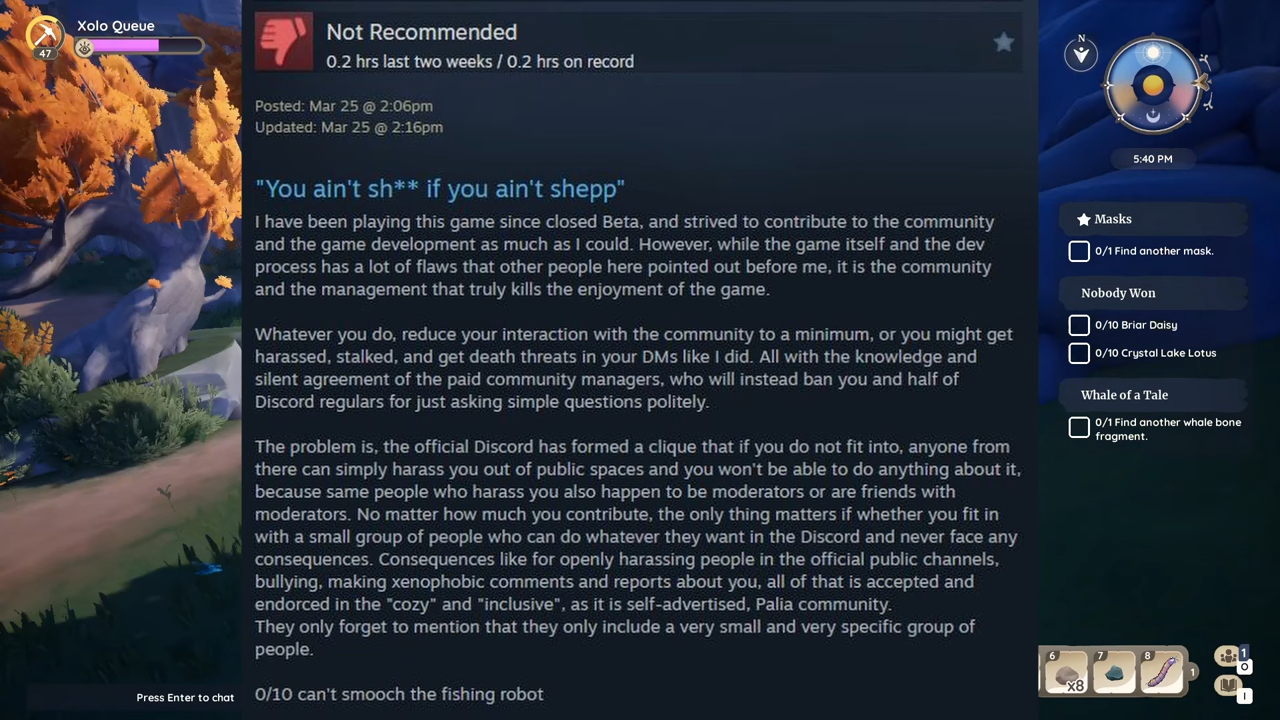 Xolo Queue
47
Not Recommended
0.2 hrs last two weeks / 0.2 hrs on record
Posted: Mar 25 @ 2:06pm
Updated: Mar 25 @ 2:16pm
"You ain't sh** if you ain't shepp"
I have been playing this game since closed Beta, and strived to contribute to the community
and the game development as much as I could. However, while the game itself and the dev
process has a lot of flaws that other people here pointed out before me, it is the community
and the management that truly kills the enjoyment of the game.
Whatever you do, reduce your interaction with the community to a minimum, or you might get
harassed, stalked, and get death threats in your DMs like I did. All with the knowledge and
silent agreement of the paid community managers, who will instead ban you and half of
Discord regulars for just asking simple questions politely.
The problem is, the official Discord has formed a clique that if you do not fit into, anyone from
there can simply harass you out of public spaces and you won't be able to do anything about it,
because same people who harass you also happen to be moderators or are friends with
moderators. No matter how much you contribute, the only thing matters if whether you fit in
with a small group of people who can do whatever they want in the Discord and never face any
consequences. Consequences like for openly harassing people in the official public channels,
bullying, making xenophobic comments and reports about you, all of that is accepted and
endorced in the "cozy" and "inclusive", as it is self-advertised, Palia community.
They only forget to mention that they only include a very small and very specific group of
people.
0/10 can't smooch the fishing robot
Press Enter to chat
N
5:40 PM
Masks
0/1 Find another mask.
Nobody Won
0/10 Briar Daisy
0/10 Crystal Lake Lotus
Whale of a Tale
0/1 Find another whale bone
fragment.
6
x8
7
8
1
1
O
I